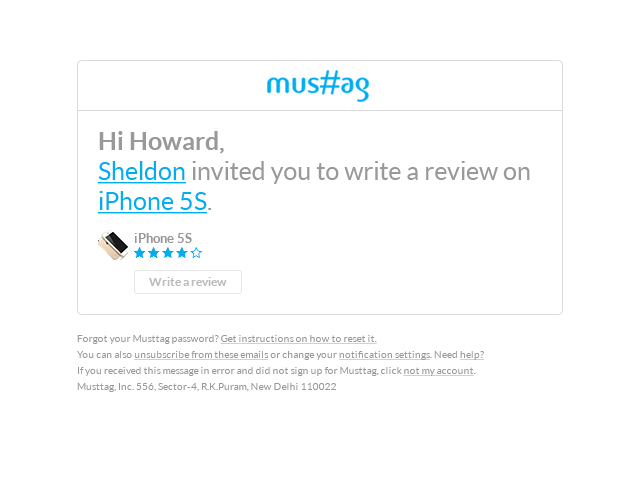 mus#ag
Hi Howard,
Sheldon invited you to write a review on
iPhone 5S.
iPhone 5S
Write a review
Forgot your Musttag password? Get instructions on how to reset it.
You can also unsubscribe from these emails or change your notification settings. Need help?
If you received this message in error and did not sign up for Musttag, click not my account.
Musttag, Inc. 556, Sector-4, R.K.Puram, New Delhi 110022